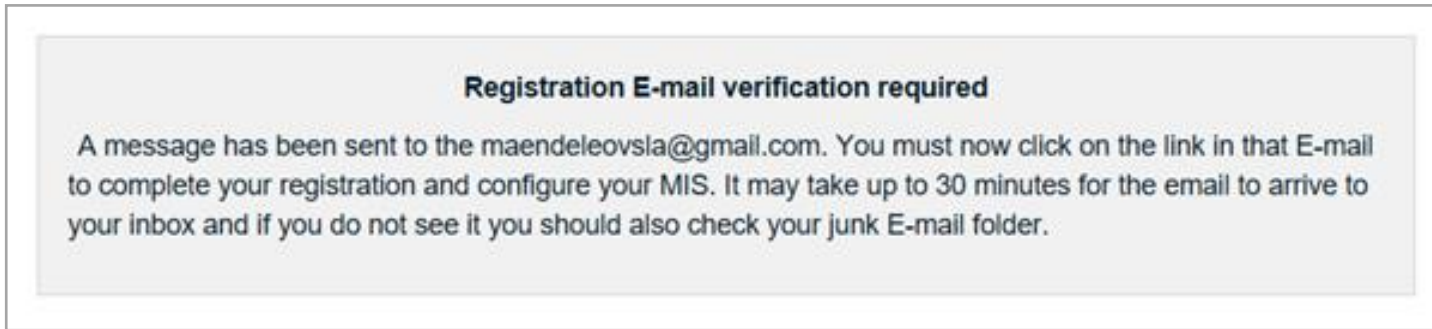 Registration E-mail verification required
A message has been sent to the maendeleovsla@gmail.com. You must now click on the link in that E-mail
to complete your registration and configure your MIS. It may take up to 30 minutes for the email to arrive to
your inbox and if you do not see it you should also check your junk E-mail folder.